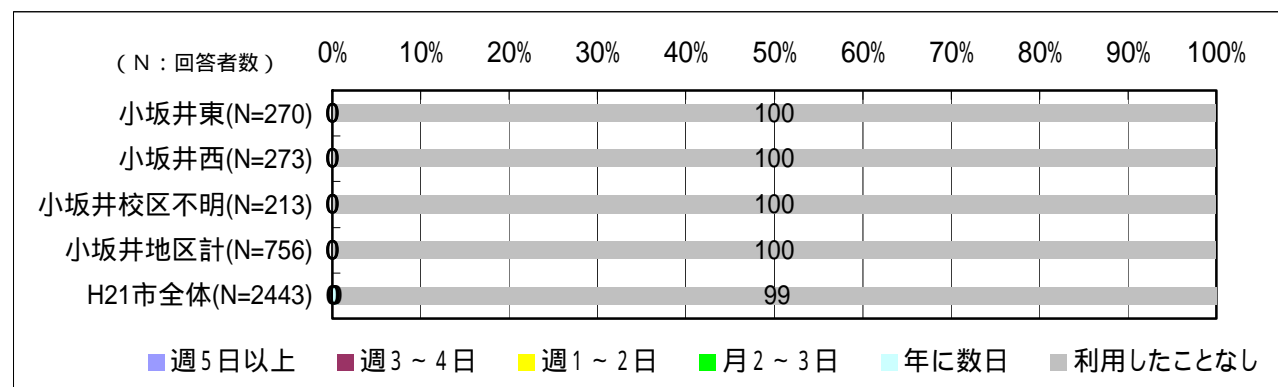 （Ｎ：回答者数） 0% 10% 20% 30% 40% 50% 60% 70% 80% 90% 100%
小坂井東(N=270) 0 100
小坂井西(N=273) 0 100
小坂井校区不明(N=213) 0 100
小坂井地区計(N=756) 0 100
H21市全体(N=2443) 0 99
週5日以上 週3～4日 週1～2日 月2～3日 年に数日 利用したことなし